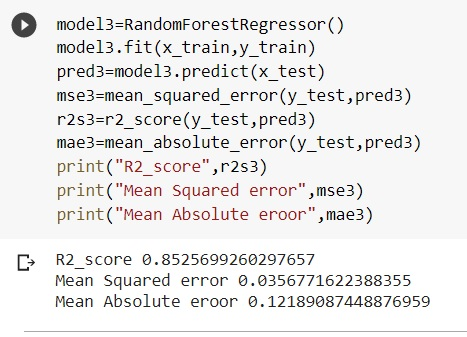 model3=RandomForestRegressor()
model3.fit(x_train,y_train)
pred3=model3.predict(x_test)
mse3=mean_squared_error(y_test,pred3)
r2s3=r2_score(y_test,pred3)
mae3=mean_absolute_error(y_test,pred3)
print("R2_score",r2s3)
print("Mean Squared error",mse3)
print("Mean Absolute eroor",mae3)
R2_score 0.8525699260297657
Mean Squared error 0.0356771622388355
Mean Absolute eroor 0.12189087448876959